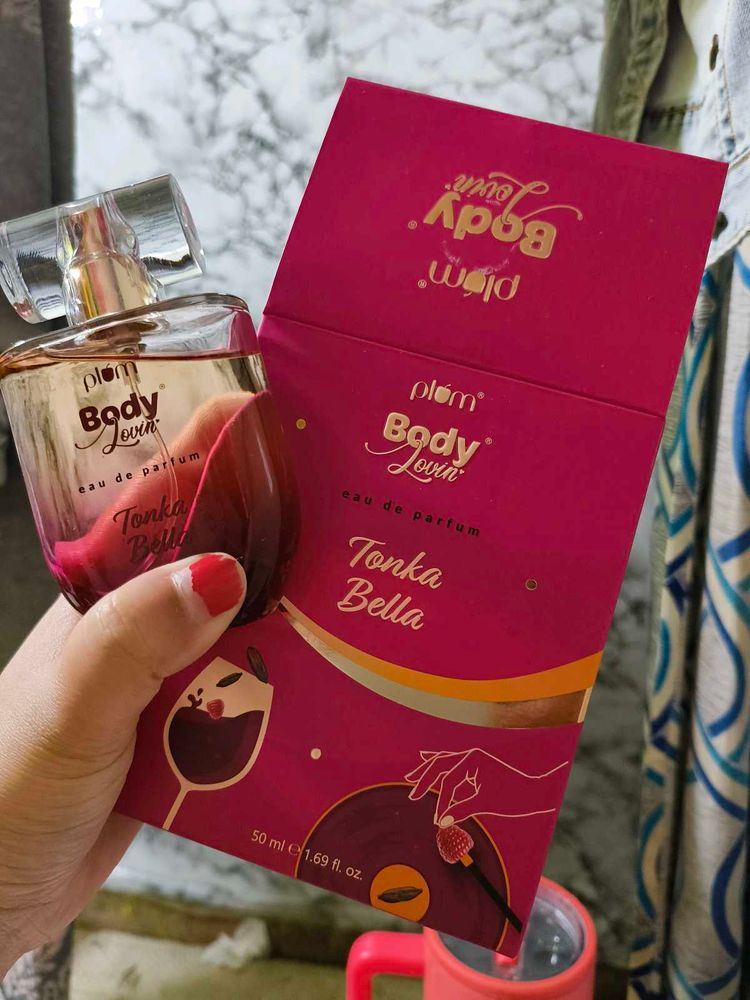 plum
Body
Lovin'
eau de parfum
Tonka
Bella
plum®
Body®
Lovin'
plum®
Body®
Lovin'
eau de parfum
Tonka
Bella
50 ml ℮ 1.69 fl. oz.